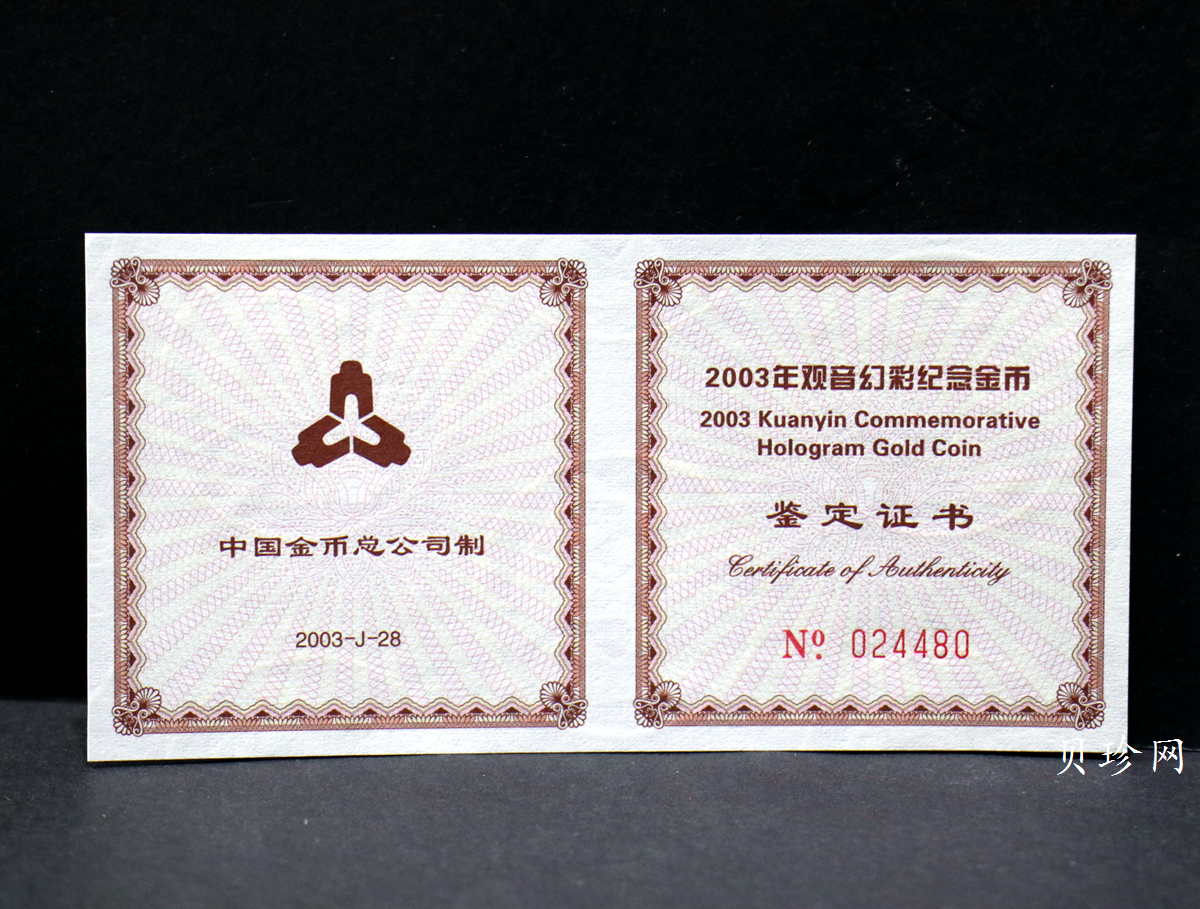 中国金币总公司制
2003-J-28
2003年观音幻彩纪念金币
2003 Kuanyin Commemorative
Hologram Gold Coin
鉴定证书
Certificate of Authenticity
Nº 024480
贝珍网